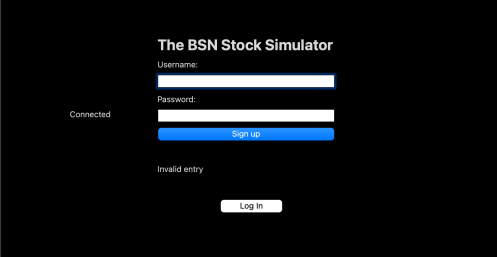 The BSN Stock Simulator
Username:
Password:
Connected
Sign up
Invalid entry
Log In